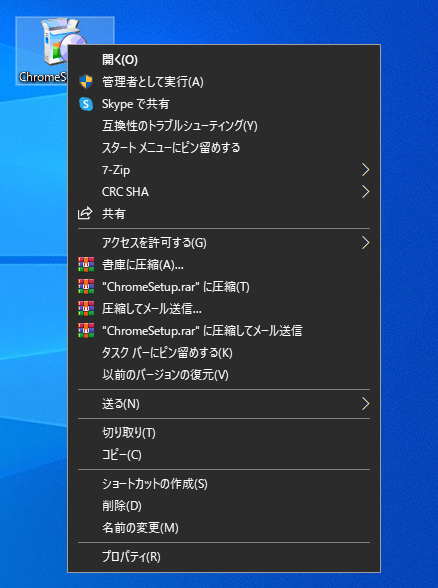 ChromeS
開く(O)
管理者として実行(A)
Skype で共有
互換性のトラブルシューティング(Y)
スタート メニューにピン留めする
7-Zip
CRC SHA
共有
アクセスを許可する(G)
書庫に圧縮(A)...
"ChromeSetup.rar" に圧縮(T)
圧縮してメール送信...
"ChromeSetup.rar" に圧縮してメール送信
タスク バーにピン留めする(K)
以前のバージョンの復元(V)
送る(N)
切り取り(T)
コピー(C)
ショートカットの作成(S)
削除(D)
名前の変更(M)
プロパティ(R)